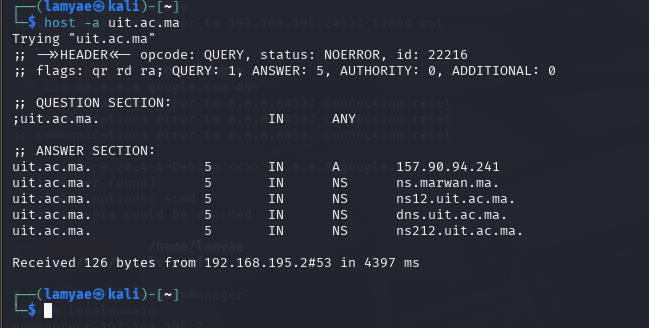 ┌──(lamyae㉿kali)-[~]
└─$ host -a uit.ac.ma
Trying "uit.ac.ma"
;; ->>HEADER<<- opcode: QUERY, status: NOERROR, id: 22216
;; flags: qr rd ra; QUERY: 1, ANSWER: 5, AUTHORITY: 0, ADDITIONAL: 0
;; QUESTION SECTION:
;uit.ac.ma. IN ANY
;; ANSWER SECTION:
uit.ac.ma. 5 IN A 157.90.94.241
uit.ac.ma. 5 IN NS ns.marwan.ma.
uit.ac.ma. 5 IN NS ns12.uit.ac.ma.
uit.ac.ma. 5 IN NS dns.uit.ac.ma.
uit.ac.ma. 5 IN NS ns212.uit.ac.ma.
Received 126 bytes from 192.168.195.2#53 in 4397 ms
┌──(lamyae㉿kali)-[~]
└─$